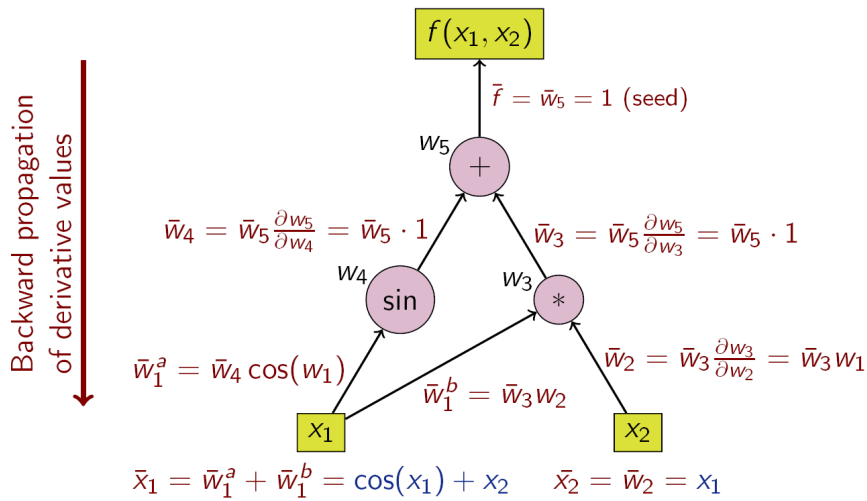 f(x₁, x₂)
f̄ = w̄₅ = 1 (seed)
w₅
+
Backward propagation
of derivative values
w̄₄ = w̄₅ ∂w₅/∂w₄ = w̄₅ · 1
w̄₃ = w̄₅ ∂w₅/∂w₃ = w̄₅ · 1
w₄
sin
w₃
*
w̄₁ᵃ = w̄₄ cos(w₁)
w̄₁ᵇ = w̄₃w₂
w̄₂ = w̄₃ ∂w₃/∂w₂ = w̄₃w₁
x₁
x₂
x̄₁ = w̄₁ᵃ + w̄₁ᵇ = cos(x₁) + x₂
x̄₂ = w̄₂ = x₁